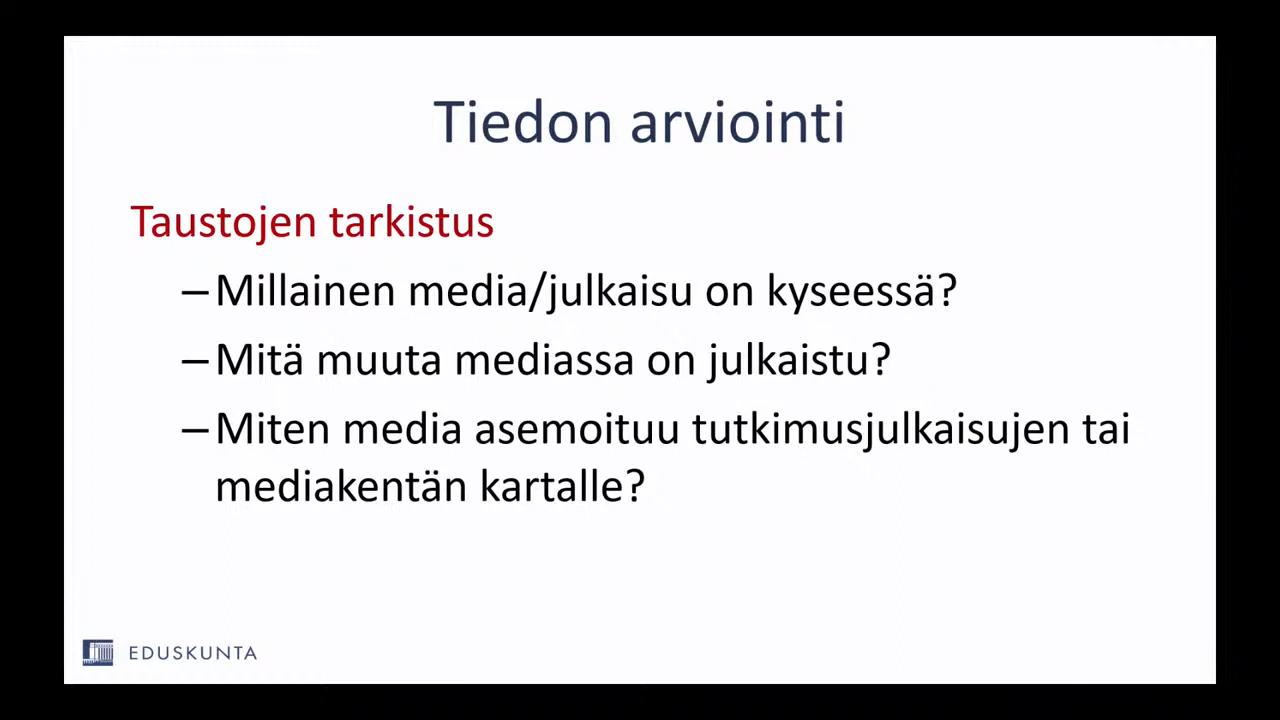 Tiedon arviointi
Taustojen tarkistus
– Millainen media/julkaisu on kyseessä?
– Mitä muuta mediassa on julkaistu?
– Miten media asemoituu tutkimusjulkaisujen tai
mediakentän kartalle?
EDUSKUNTA